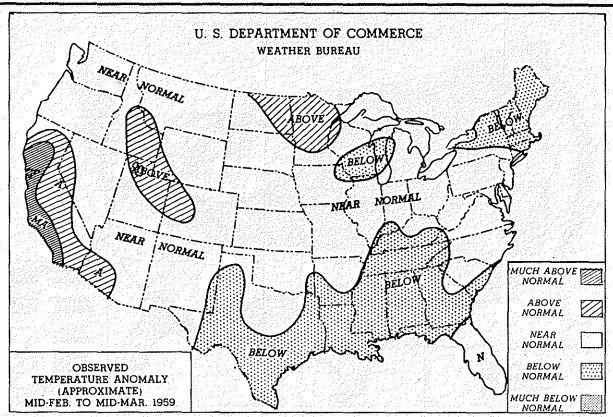 U. S. DEPARTMENT OF COMMERCE
WEATHER BUREAU
NEAR NORMAL
ABOVE
BELOW
BELOW
ABOVE
A
MA
NEAR NORMAL
NEAR NORMAL
A
BELOW
BELOW
N
MUCH ABOVE
NORMAL
ABOVE
NORMAL
NEAR
NORMAL
BELOW
NORMAL
MUCH BELOW
NORMAL
OBSERVED
TEMPERATURE ANOMALY
(APPROXIMATE)
MID-FEB. TO MID-MAR. 1959